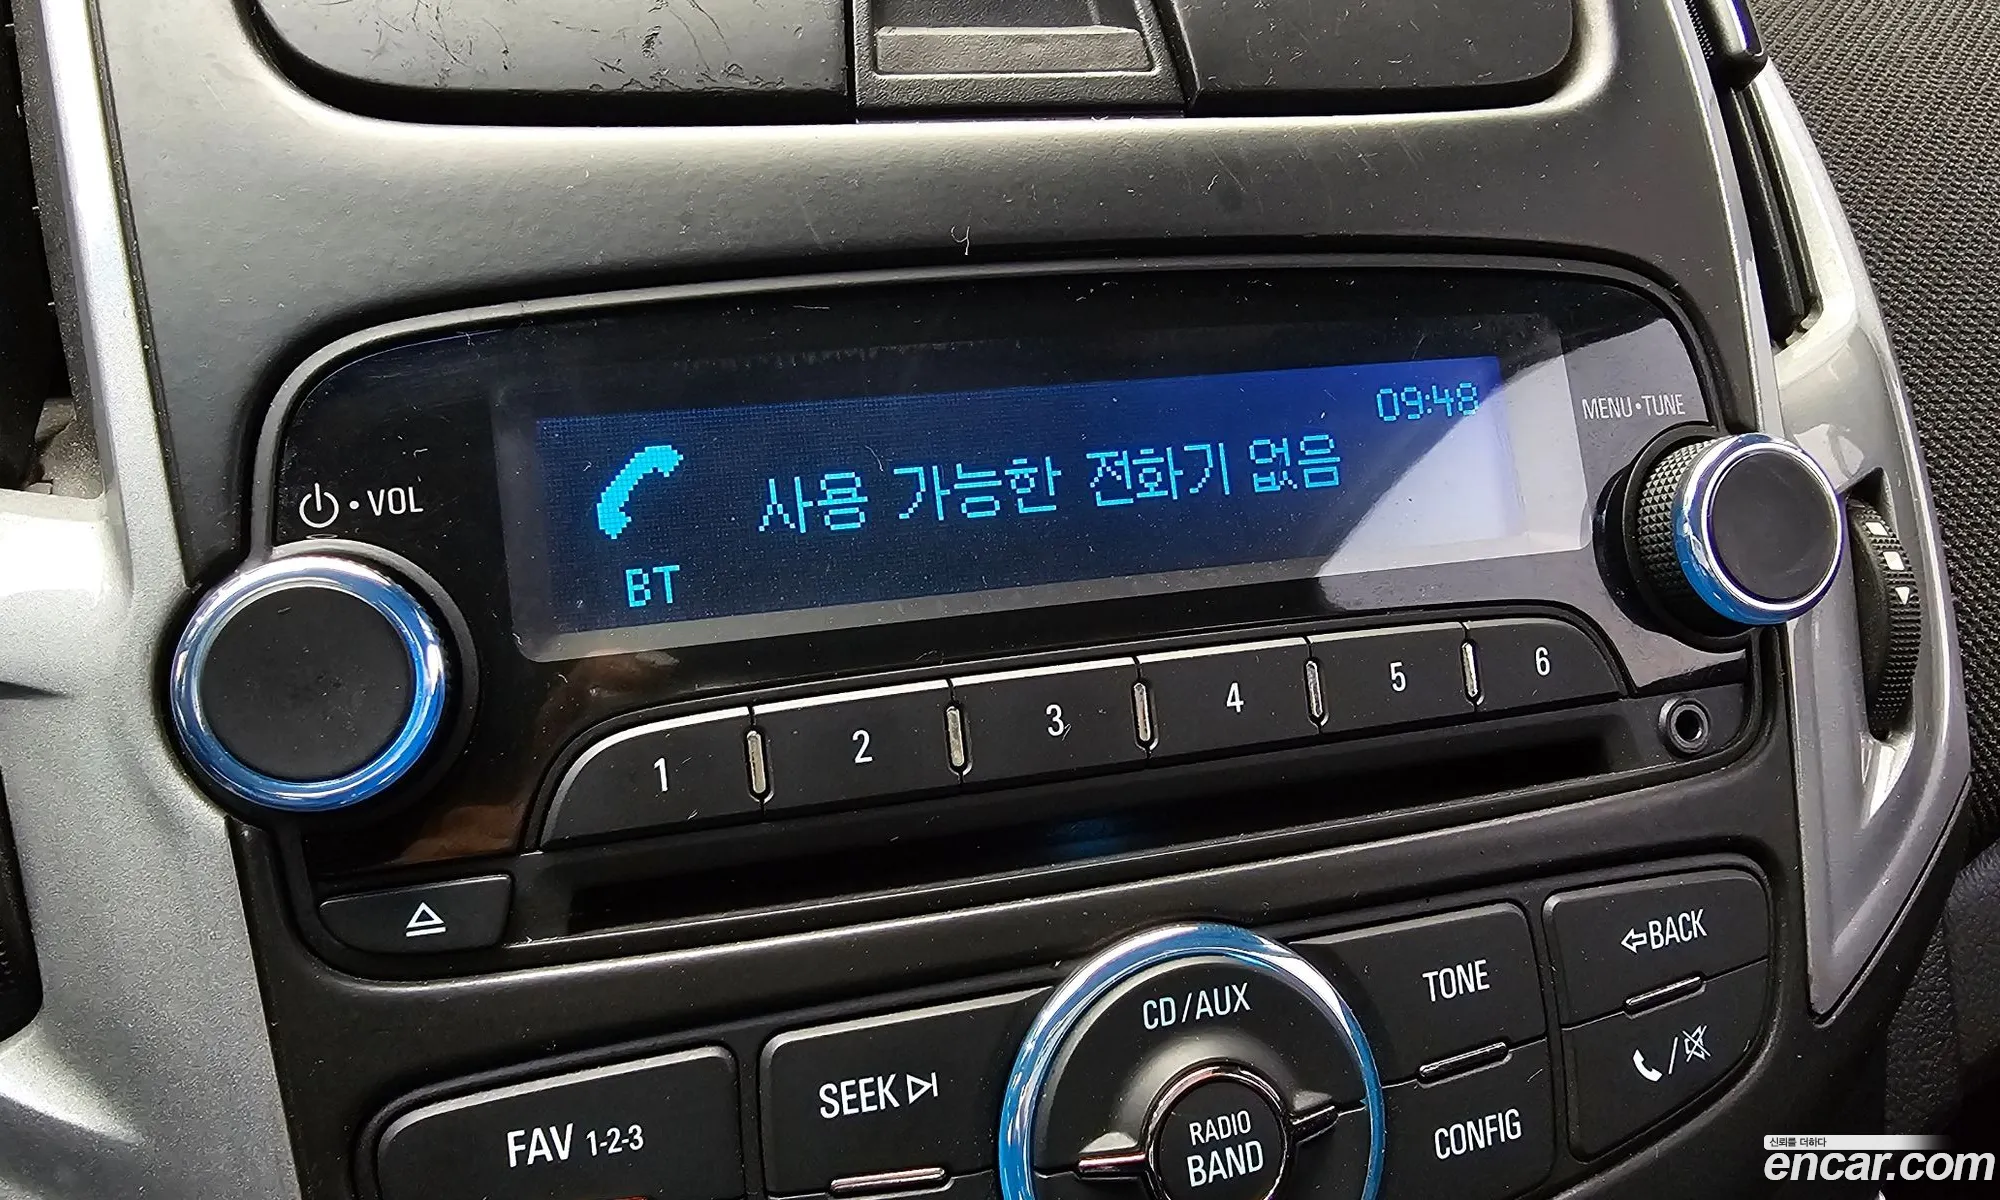 09:48
MENU•TUNE
•VOL
사용 가능한 전화기 없음
BT
1
2
3
4
5
6
BACK
TONE
CD/AUX
SEEK
CONFIG
FAV 1-2-3
RADIO
BAND
신뢰를 더하다
encar.com